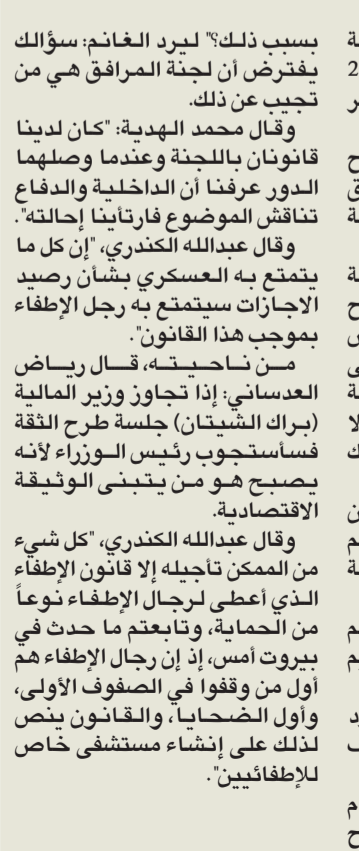 بسبب ذلك؟" ليرد الغانم: سؤالك
يفترض أن لجنة المرافق هي من
تجيب عن ذلك.
وقال محمد الهدية: "كان لدينا
قانونان باللجنة وعندما وصلهما
الدور عرفنا أن الداخلية والدفاع
تناقش الموضوع فارتأينا إحالته".
وقال عبدالله الكندري، "إن كل ما
يتمتع به العسكري بشأن رصيد
الاجازات سيتمتع به رجل الإطفاء
بموجب هذا القانون".
من ناحيته، قال رياض
العدساني: إذا تجاوز وزير المالية
(براك الشيتان) جلسة طرح الثقة
فسأستجوب رئيس الوزراء لأنه
يصبح هو من يتبنى الوثيقة
الاقتصادية.
وقال عبدالله الكندري، "كل شيء
من الممكن تأجيله إلا قانون الإطفاء
الذي أعطى لرجال الإطفاء نوعاً
من الحماية، وتابعتم ما حدث في
بيروت أمس، إذ إن رجال الإطفاء هم
أول من وقفوا في الصفوف الأولى،
وأول الضحايا، والقانون ينص
لذلك على إنشاء مستشفى خاص
للإطفائيين".